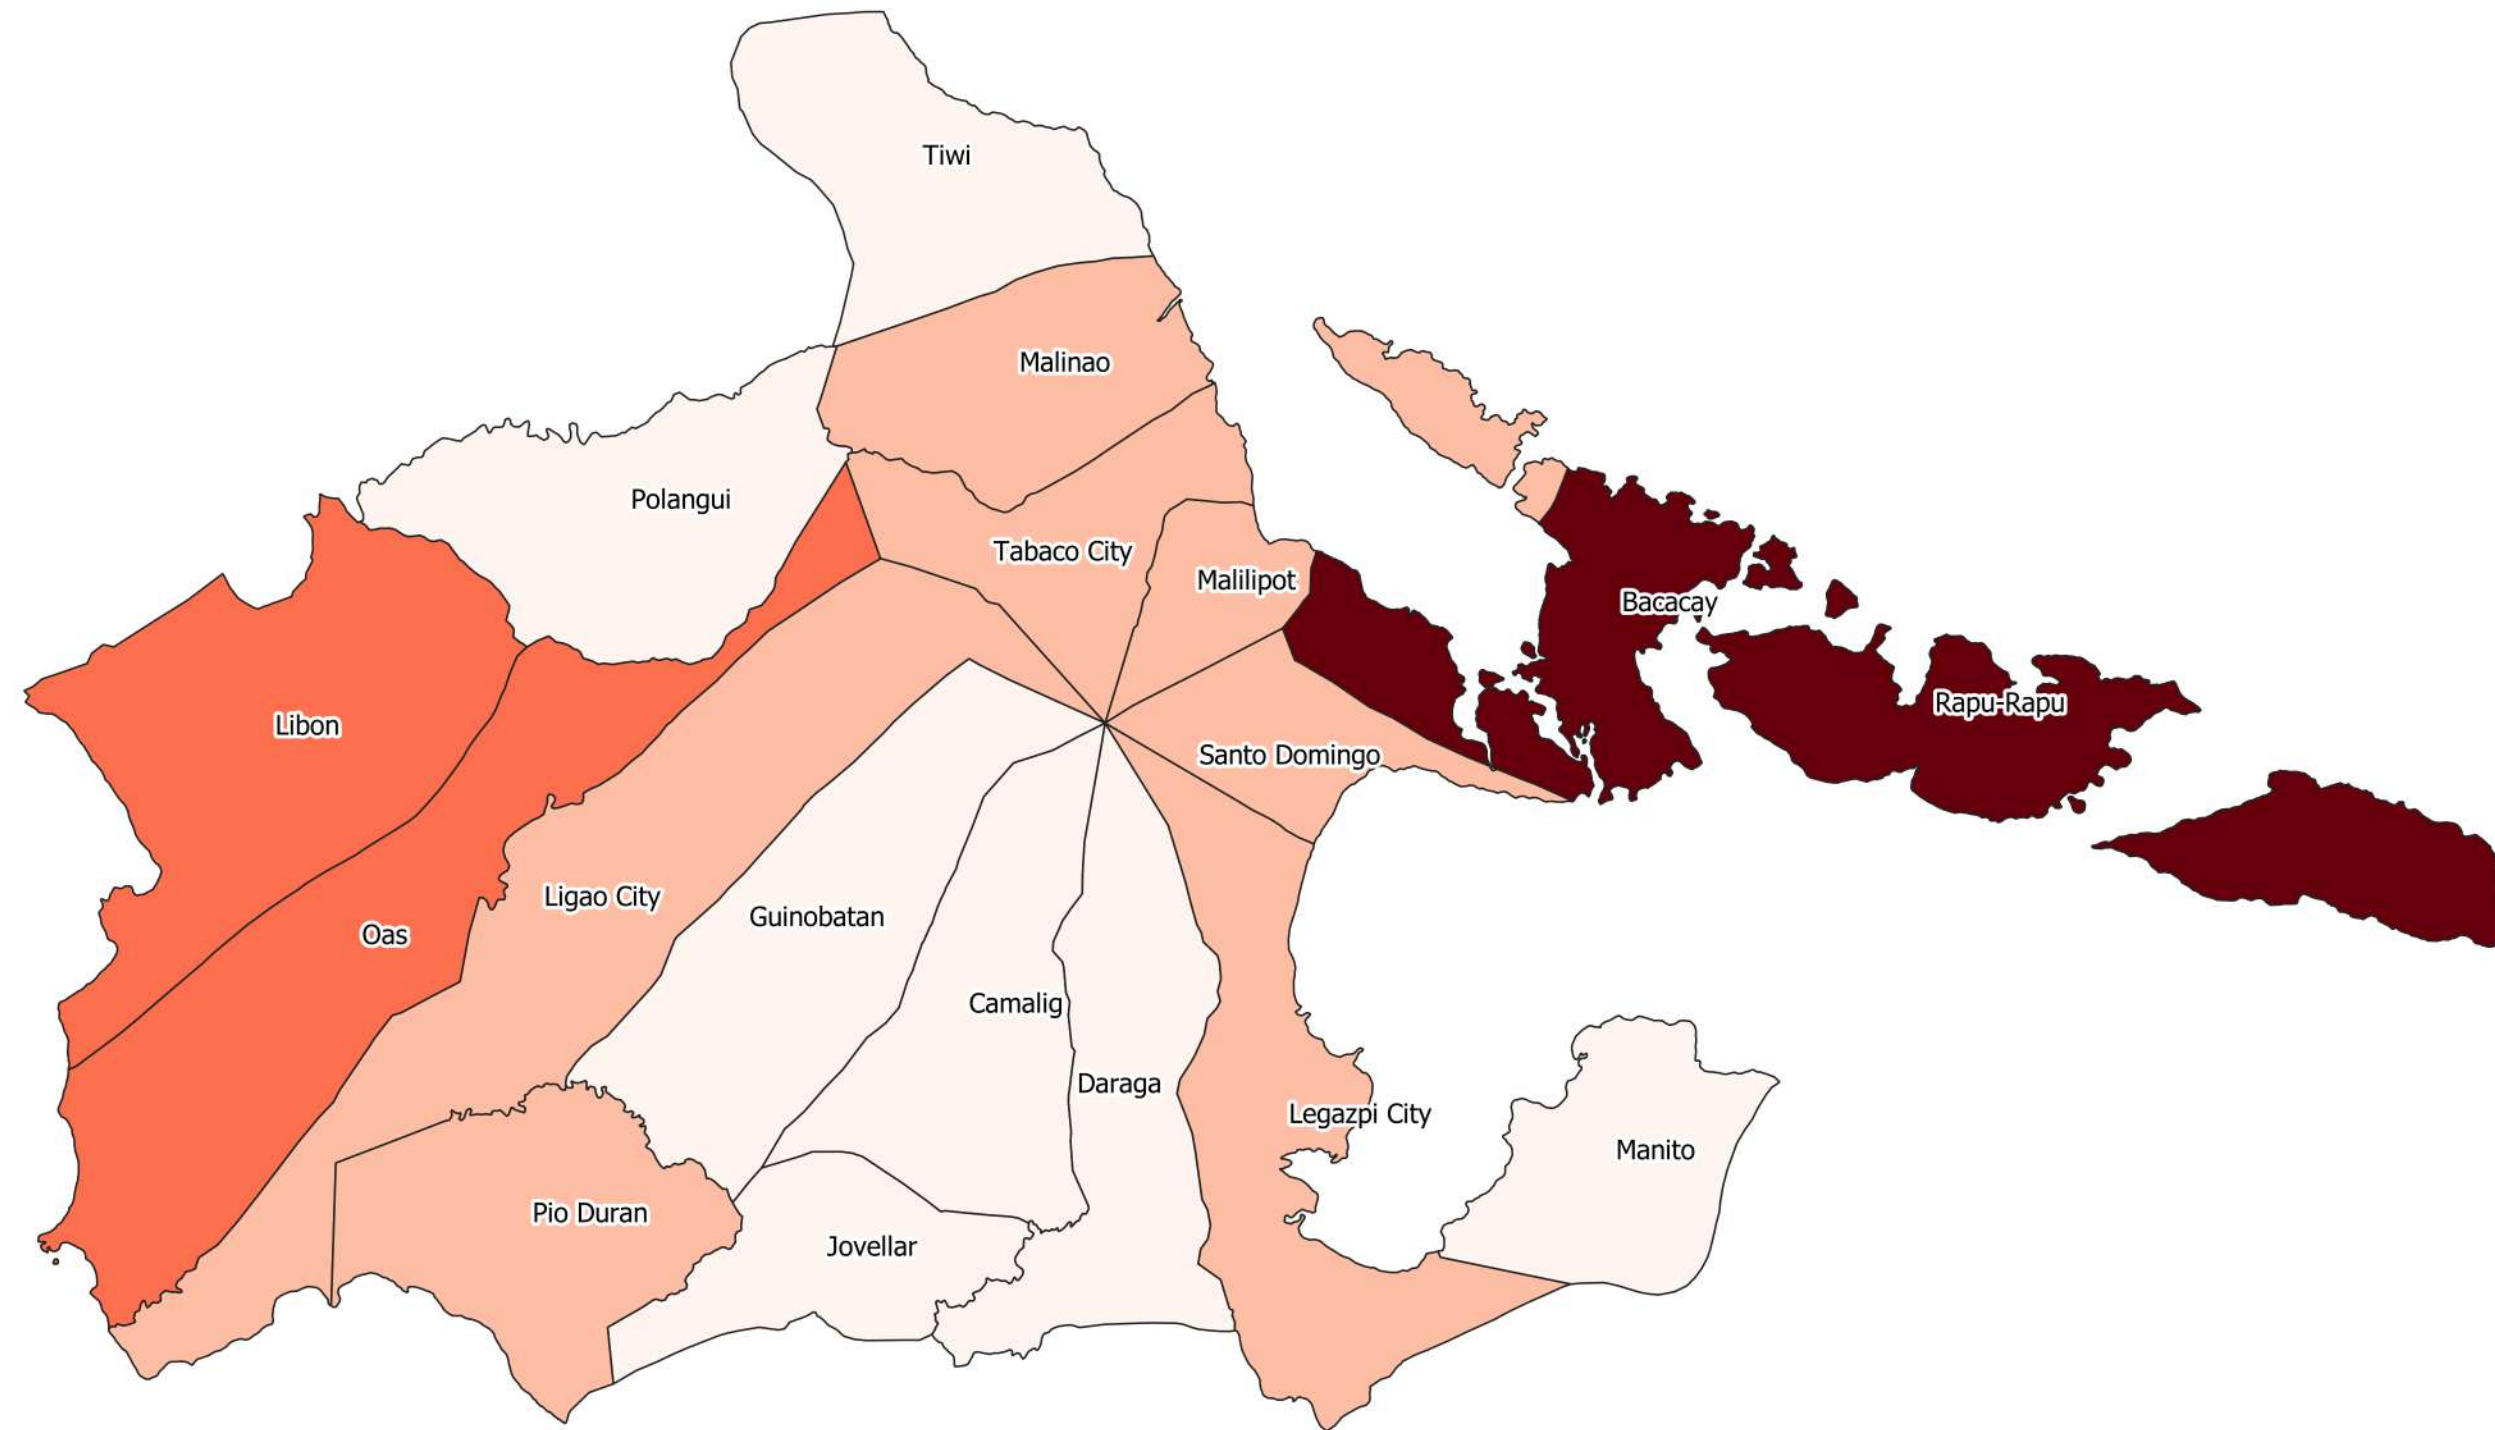 Tiwi
Malinao
Polangui
Tabaco City
Malilipot
Bacacay
Rapu-Rapu
Libon
Santo Domingo
Ligao City
Guinobatan
Oas
Camalig
Daraga
Legazpi City
Manito
Pio Duran
Jovellar